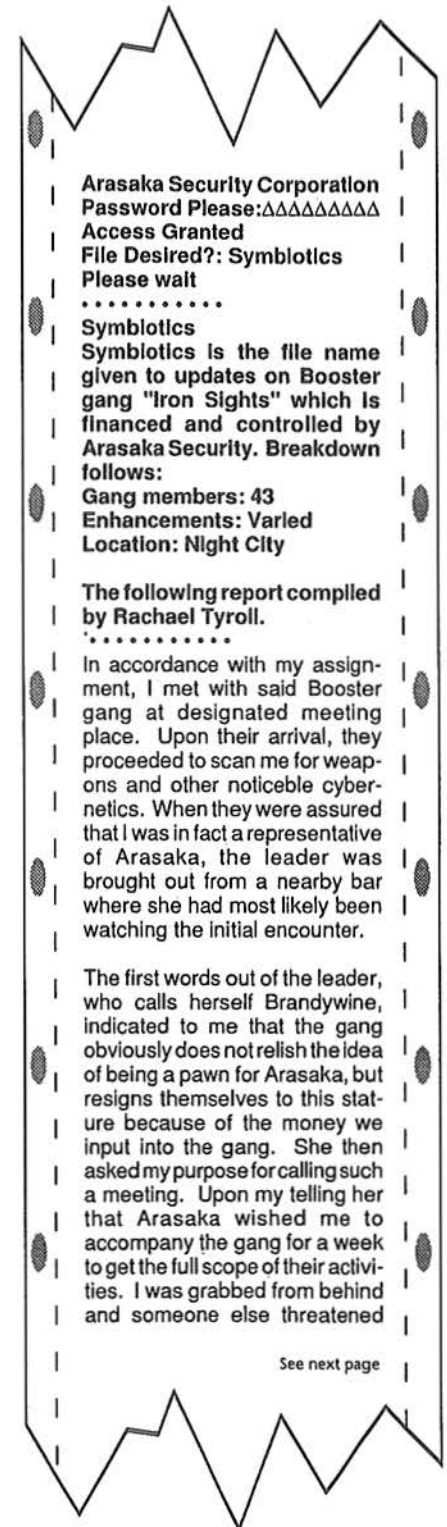 Arasaka Security Corporation
Password Please:ΔΔΔΔΔΔΔΔΔ
Access Granted
File Desired?: Symbiotics
Please wait
• • • • • • • • • • •
Symbiotics
Symbiotics is the file name
given to updates on Booster
gang "Iron Sights" which is
financed and controlled by
Arasaka Security. Breakdown
follows:
Gang members: 43
Enhancements: Varied
Location: Night City
The following report compiled
by Rachael Tyroll.
• • • • • • • • • • •
In accordance with my assign-
ment, I met with said Booster
gang at designated meeting
place. Upon their arrival, they
proceeded to scan me for weap-
ons and other noticeble cyber-
netics. When they were assured
that I was in fact a representative
of Arasaka, the leader was
brought out from a nearby bar
where she had most likely been
watching the initial encounter.
The first words out of the leader,
who calls herself Brandywine,
indicated to me that the gang
obviously does not relish the idea
of being a pawn for Arasaka, but
resigns themselves to this stat-
ure because of the money we
input into the gang. She then
asked my purpose for calling such
a meeting. Upon my telling her
that Arasaka wished me to
accompany the gang for a week
to get the full scope of their activi-
ties. I was grabbed from behind
and someone else threatened
See next page